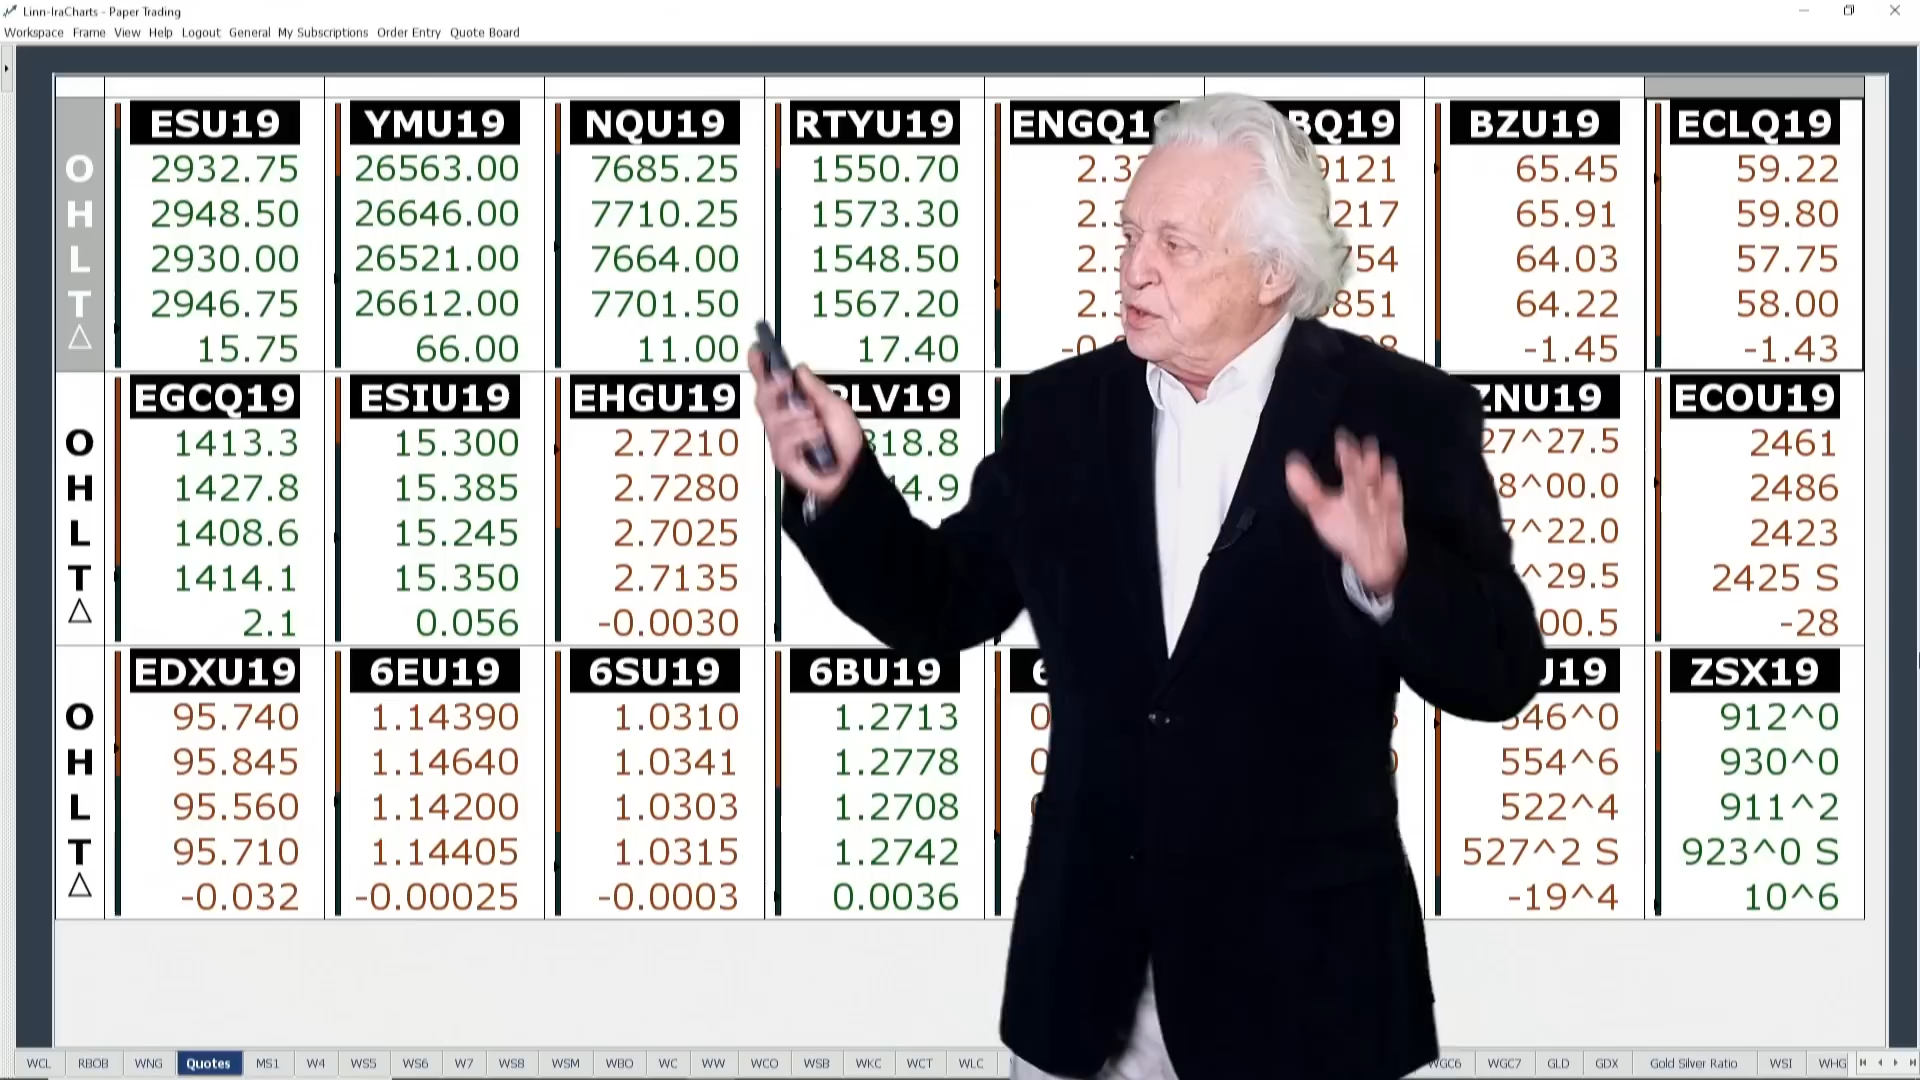 Linn-IraCharts - Paper Trading
Workspace Frame View Help Logout General My Subscriptions Order Entry Quote Board
ESU19 YMU19 NQU19 RTYU19 BZU19 ECLQ19
O 2932.75 26563.00 7685.25 1550.70 65.45 59.22
H 2948.50 26646.00 7710.25 1573.30 65.91 59.80
L 2930.00 26521.00 7664.00 1548.50 64.03 57.75
T 2946.75 26612.00 7701.50 1567.20 64.22 58.00
△ 15.75 66.00 11.00 17.40 -1.45 -1.43
EGCQ19 ESIU19 EHGU19 ECOU19
O 1413.3 15.300 2.7210 2461
H 1427.8 15.385 2.7280 2486
L 1408.6 15.245 2.7025 2423
T 1414.1 15.350 2.7135 2425 S
△ 2.1 0.056 -0.0030 -28
EDXU19 6EU19 6SU19 6BU19 ZSX19
O 95.740 1.14390 1.0310 1.2713 912^0
H 95.845 1.14640 1.0341 1.2778 554^6 930^0
L 95.560 1.14200 1.0303 1.2708 522^4 911^2
T 95.710 1.14405 1.0315 1.2742 527^2 S 923^0 S
△ -0.032 -0.00025 -0.0003 0.0036 -19^4 10^6
WCL RBOB WNG Quotes MS1 W4 WS5 WS6 W7 WS8 WSM WBO WC WW WCO WSB WKC WCT WLC WGC6 WGC7 GLD GDX Gold Silver Ratio WSI WHG